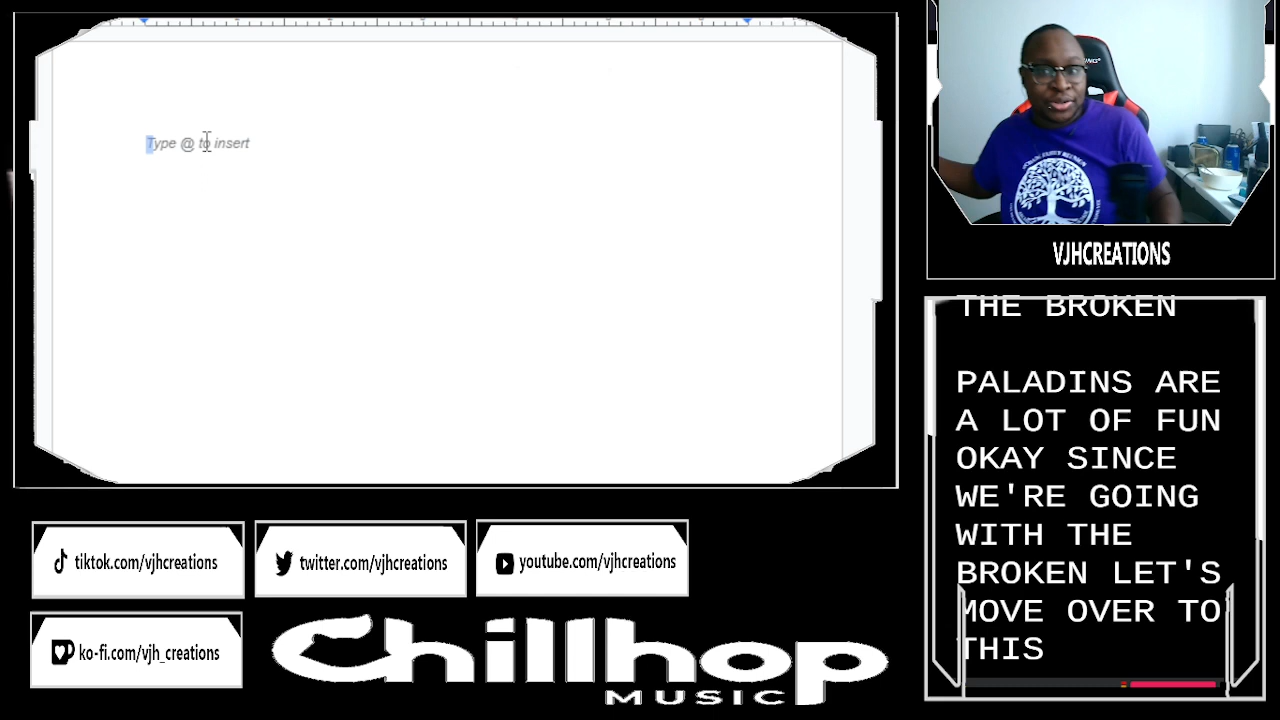 Type @ to insert
VJHCREATIONS
THE BROKEN
PALADINS ARE
A LOT OF FUN
OKAY SINCE
WE'RE GOING
WITH THE
BROKEN LET'S
MOVE OVER TO
THIS
tiktok.com/vjhcreations
twitter.com/vjhcreations
youtube.com/vjhcreations
ko-fi.com/vjh_creations
Chillhop
MUSIC